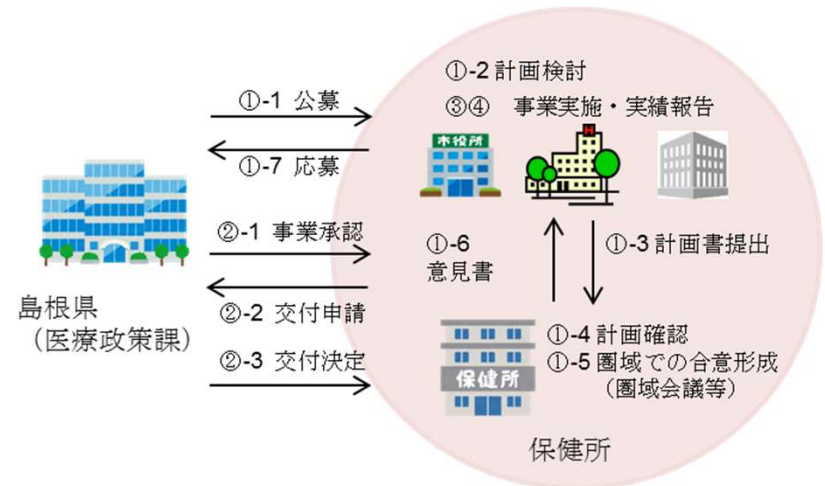 ①-1 公募
①-7 応募
②-1 事業承認
②-2 交付申請
②-3 交付決定
島根県
（医療政策課）
①-2 計画検討
③④ 事業実施・実績報告
市役所
H
①-6
意見書
①-3 計画書提出
①-4 計画確認
①-5 圏域での合意形成
（圏域会議等）
保健所
保健所